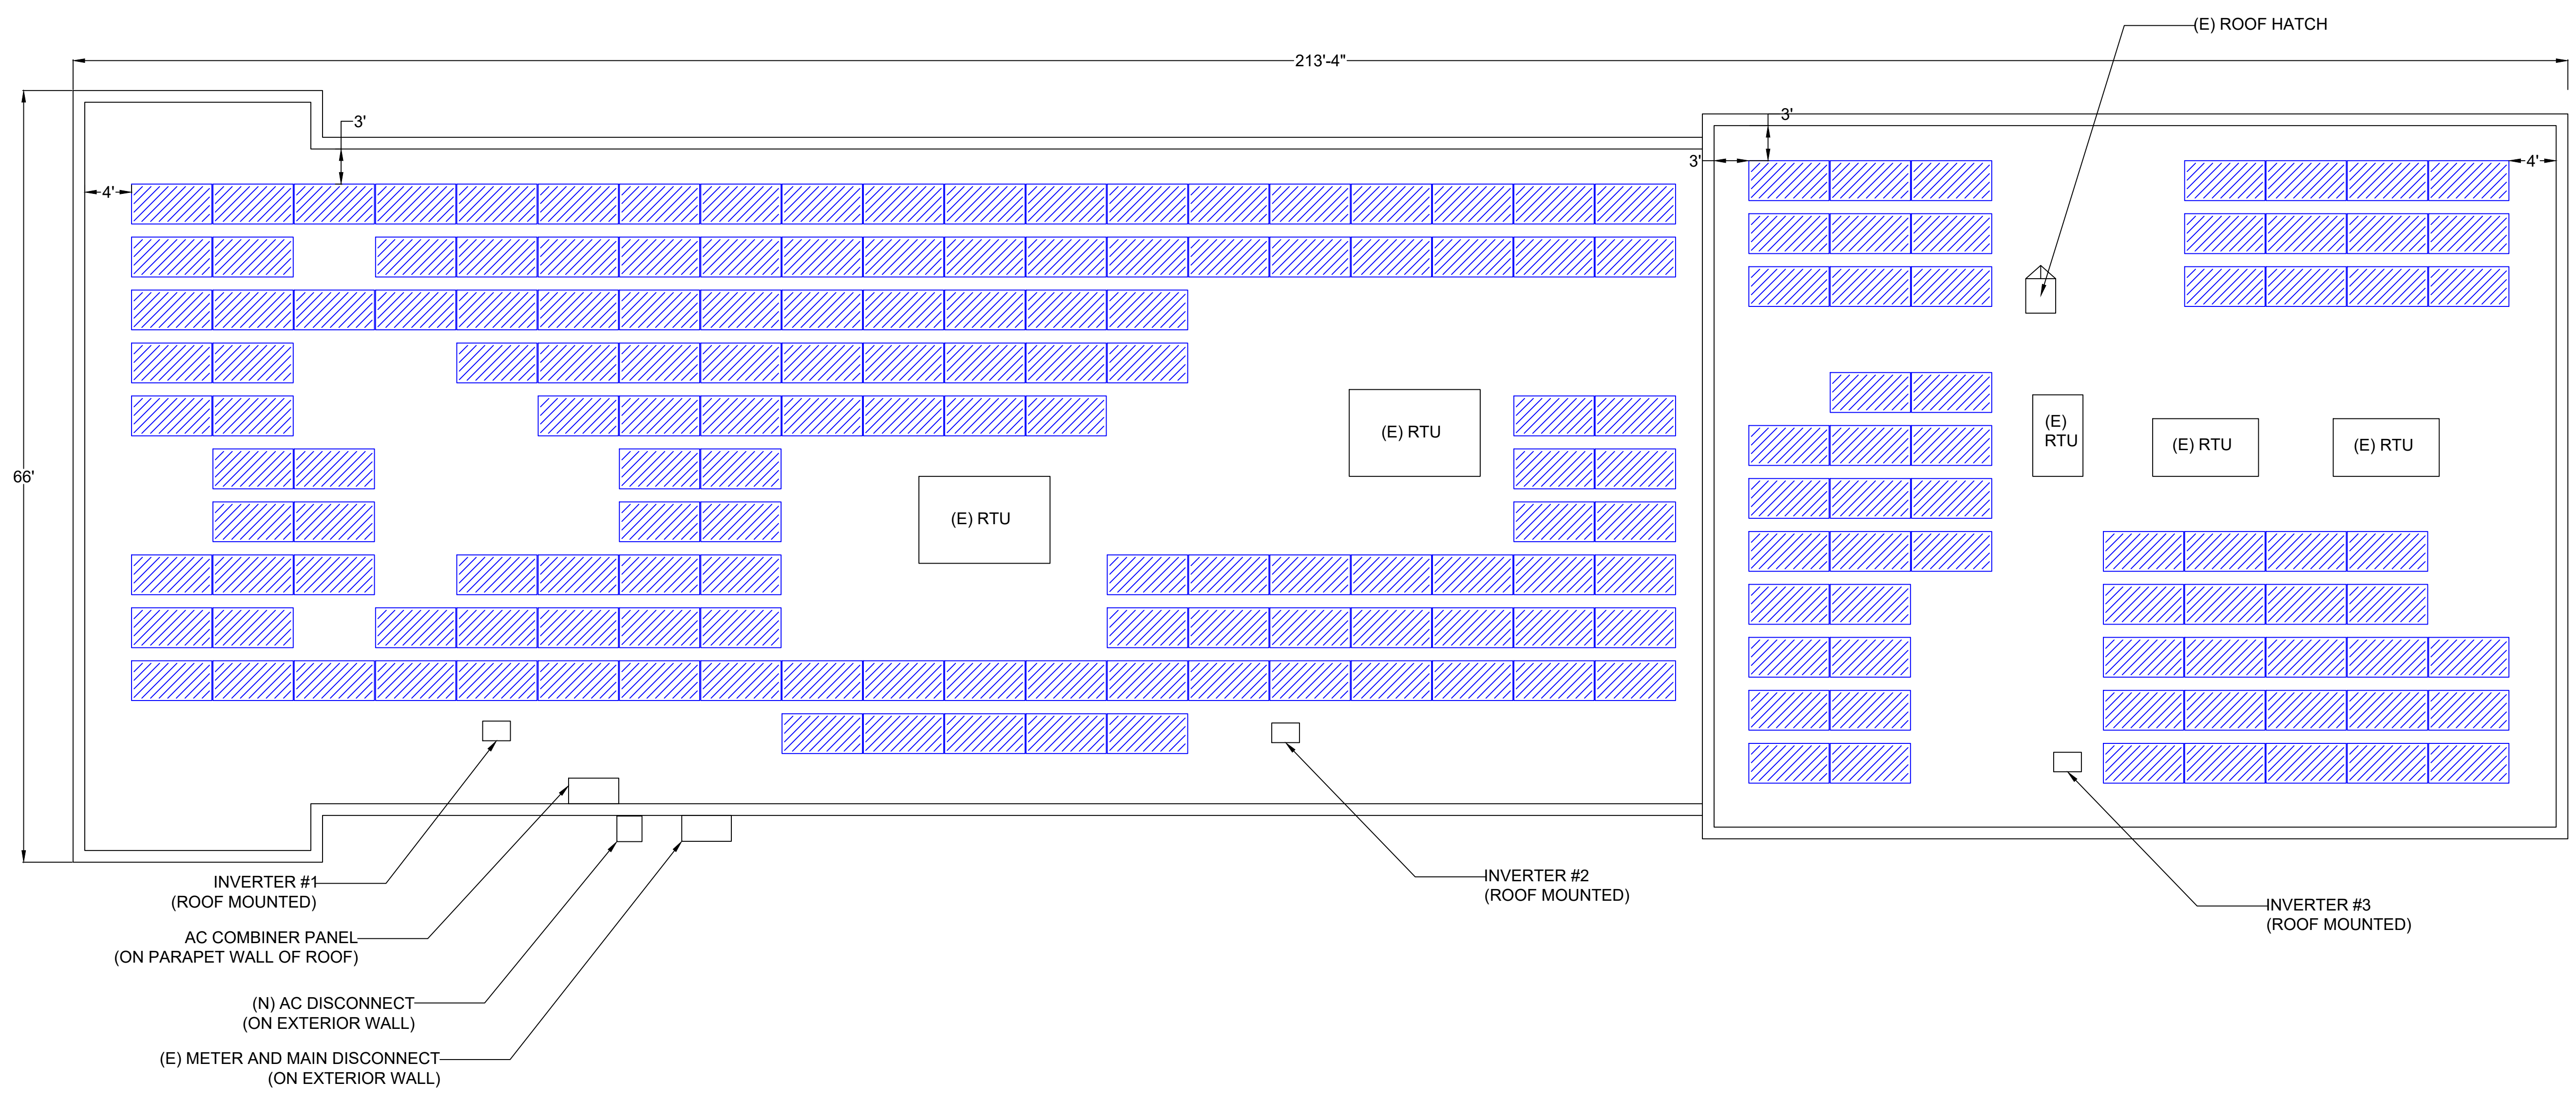 (E) ROOF HATCH
213'-4"
3'
3'
3'
4'
4'
(E) RTU
(E)
RTU
(E) RTU
(E) RTU
66'
(E) RTU
INVERTER #1
(ROOF MOUNTED)
INVERTER #2
(ROOF MOUNTED)
INVERTER #3
(ROOF MOUNTED)
AC COMBINER PANEL
(ON PARAPET WALL OF ROOF)
(N) AC DISCONNECT
(ON EXTERIOR WALL)
(E) METER AND MAIN DISCONNECT
(ON EXTERIOR WALL)